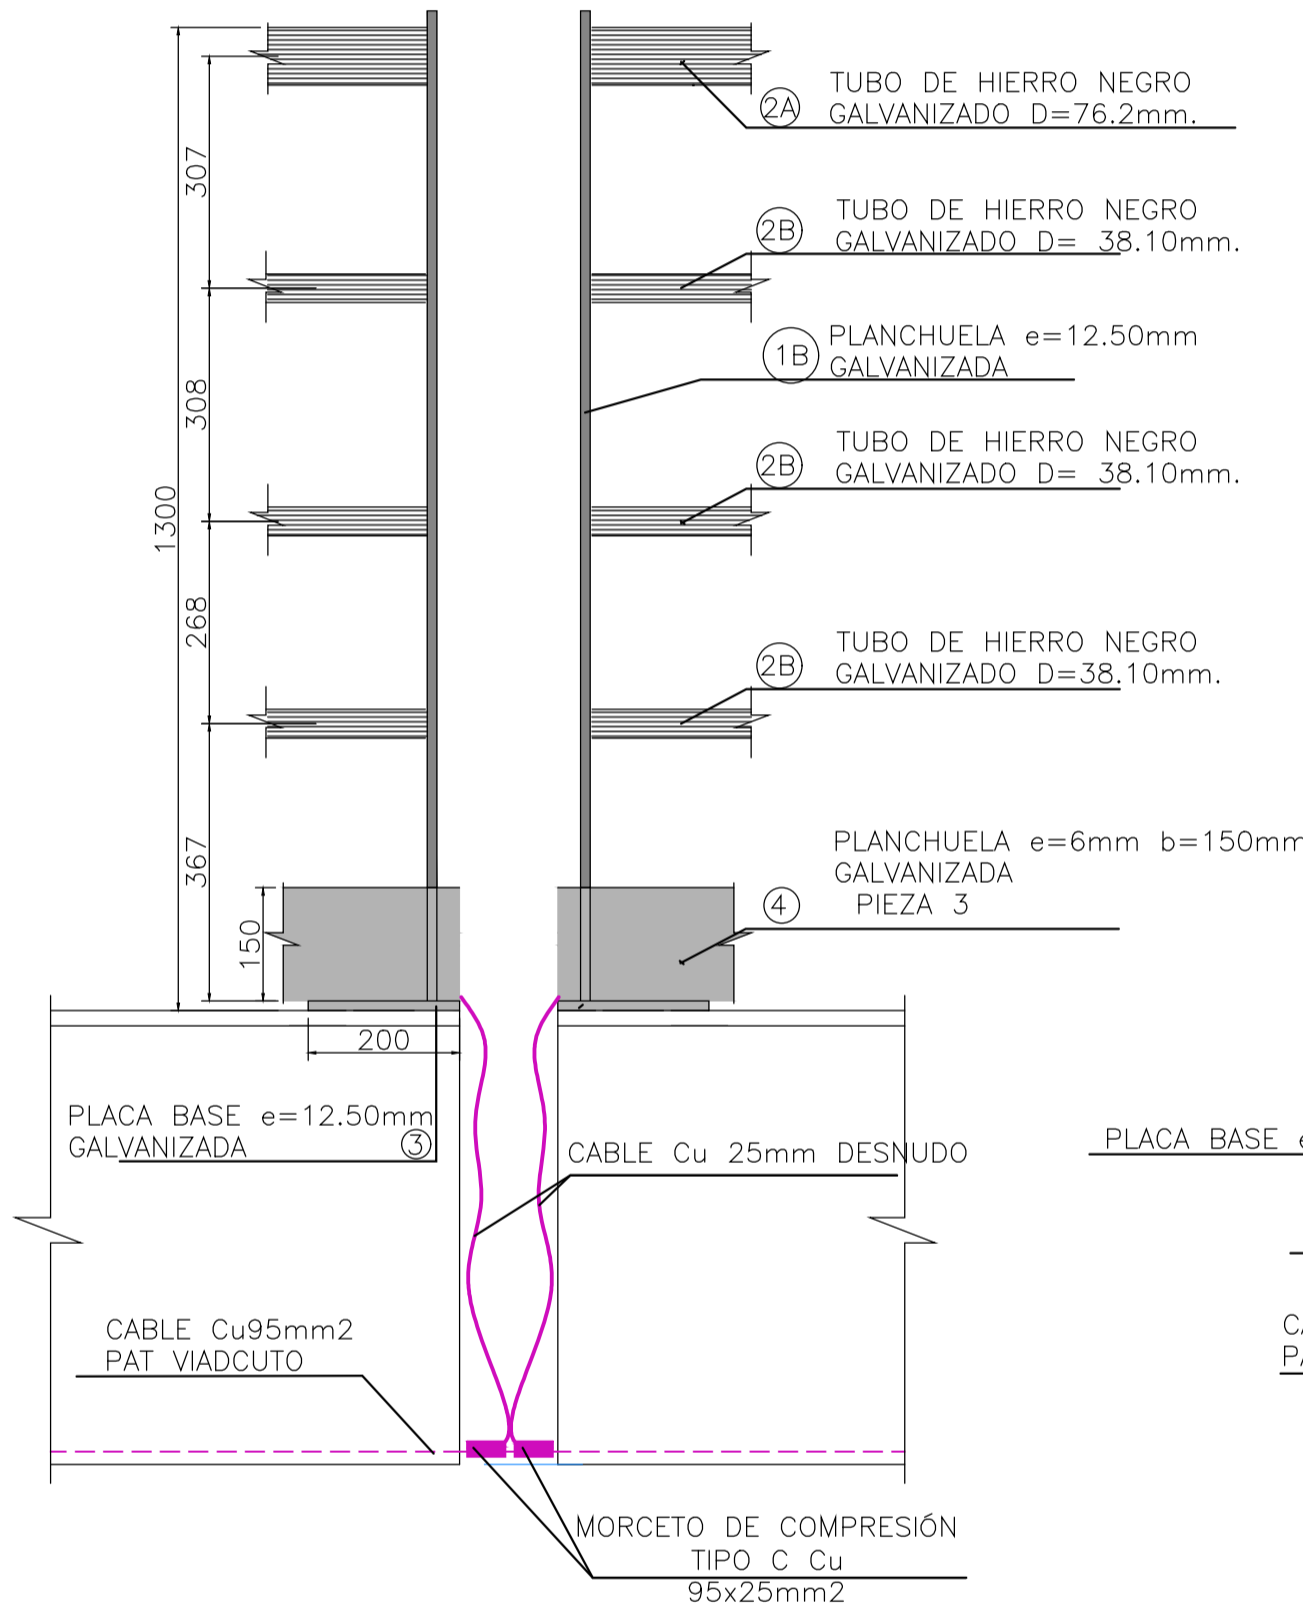 TUBO DE HIERRO NEGRO
2A GALVANIZADO D=76.2mm.
307
TUBO DE HIERRO NEGRO
2B GALVANIZADO D= 38.10mm.
PLANCHUELA e=12.50mm
1B GALVANIZADA
308
TUBO DE HIERRO NEGRO
2B GALVANIZADO D= 38.10mm.
1300
268
TUBO DE HIERRO NEGRO
2B GALVANIZADO D=38.10mm.
367
PLANCHUELA e=6mm b=150mm
GALVANIZADA
4 PIEZA 3
150
200
PLACA BASE e=12.50mm
GALVANIZADA 3
CABLE Cu 25mm DESNUDO
PLACA BASE
CABLE Cu95mm2
PAT VIADCUTO
MORCETO DE COMPRESIÓN
TIPO C Cu
95x25mm2